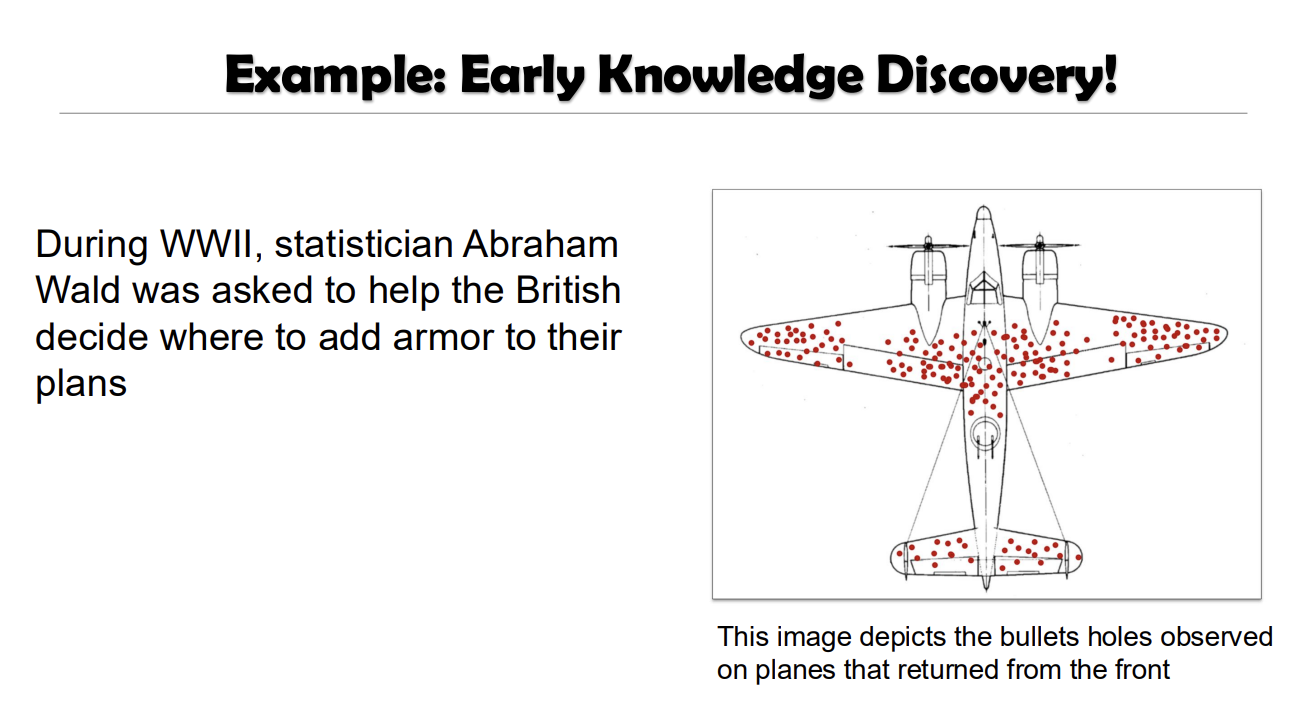 Example: Early Knowledge Discovery!
During WWII, statistician Abraham
Wald was asked to help the British
decide where to add armor to their
plans
This image depicts the bullets holes observed
on planes that returned from the front